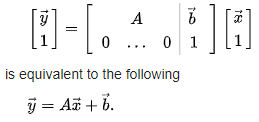 [y⃗ 1] = [A b⃗ 0 ... 0 1] [x⃗ 1]
is equivalent to the following
y⃗ = Ax⃗ + b⃗.